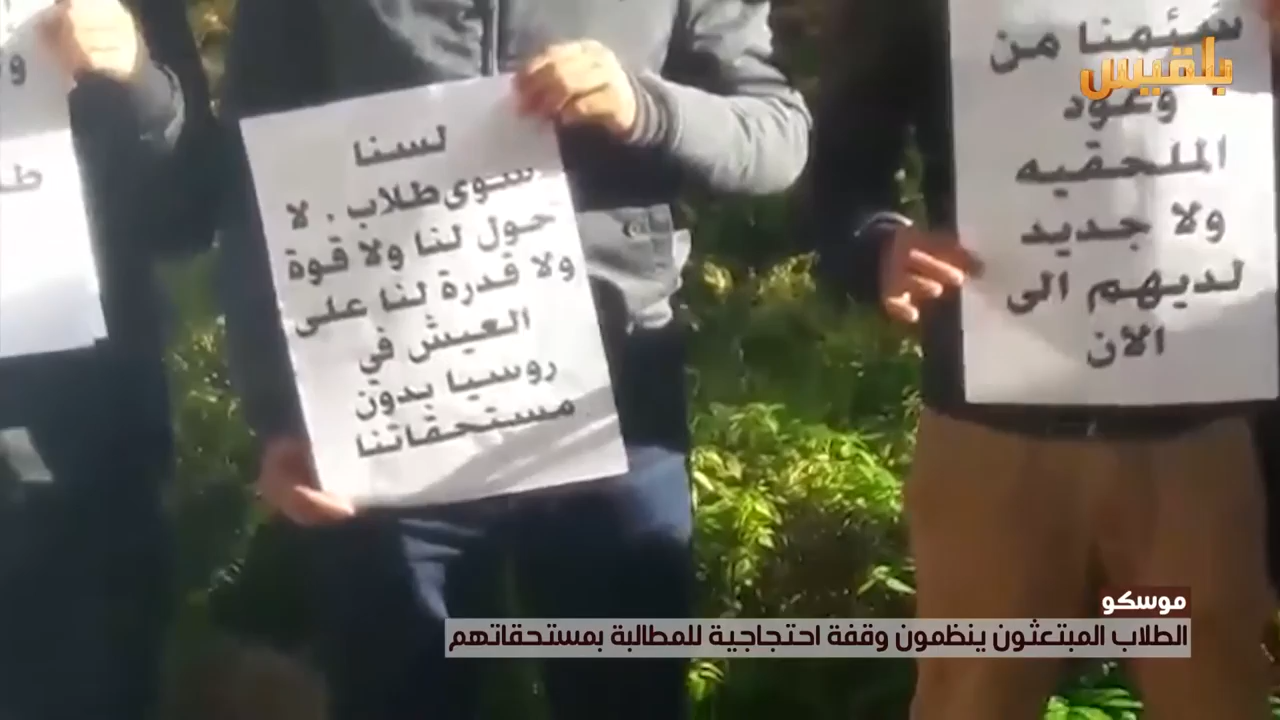 لسنا
سوى طلاب . لا
حول لنا ولا قوة
ولا قدرة لنا على
العيش في
روسيا بدون
مستحقاتنا
سئمنا من
وعود
الملحقيه
ولا جديد
لديهم الى
الان
بلقيس
موسكو
الطلاب المبتعثون ينظمون وقفة احتجاجية للمطالبة بمستحقاتهم